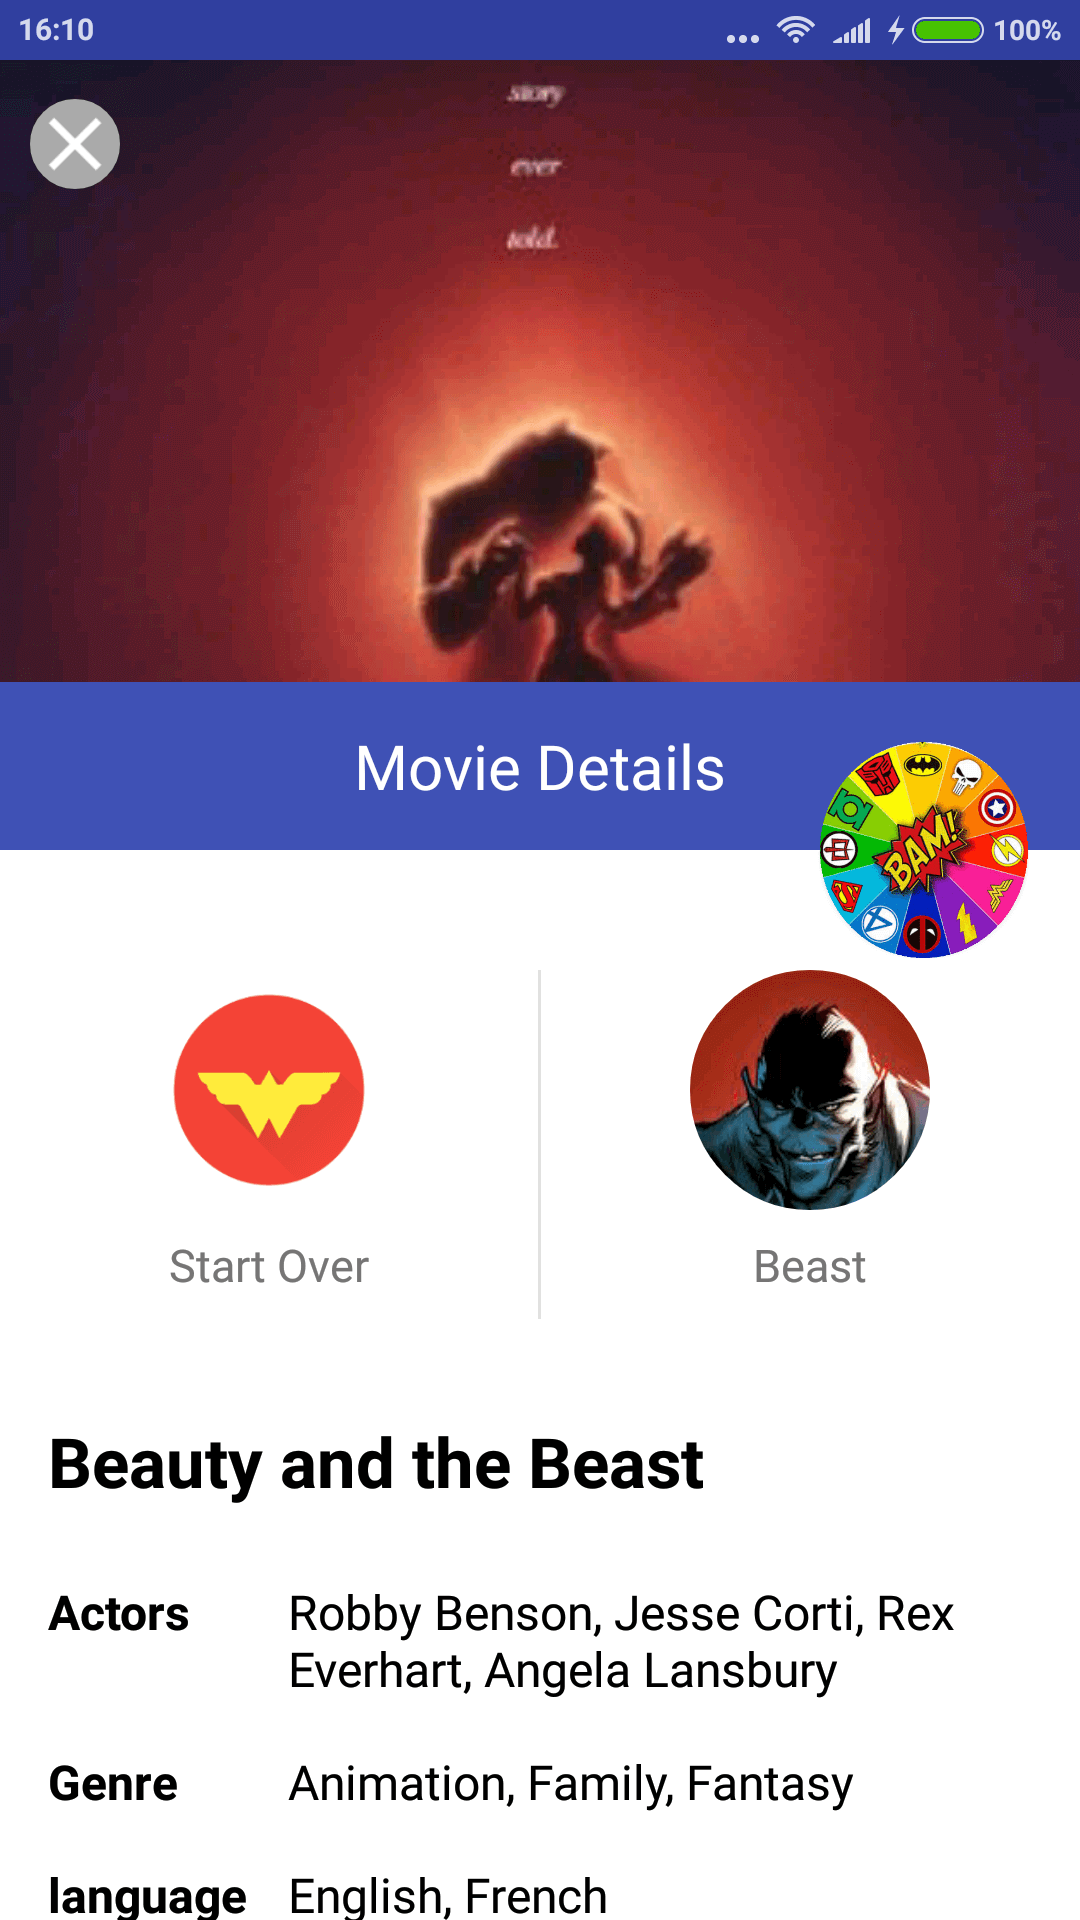 16:10
100%
story
ever
told.
Movie Details
BAM!
Start Over
Beast
Beauty and the Beast
Actors
Robby Benson, Jesse Corti, Rex
Everhart, Angela Lansbury
Genre
Animation, Family, Fantasy
language
English, French